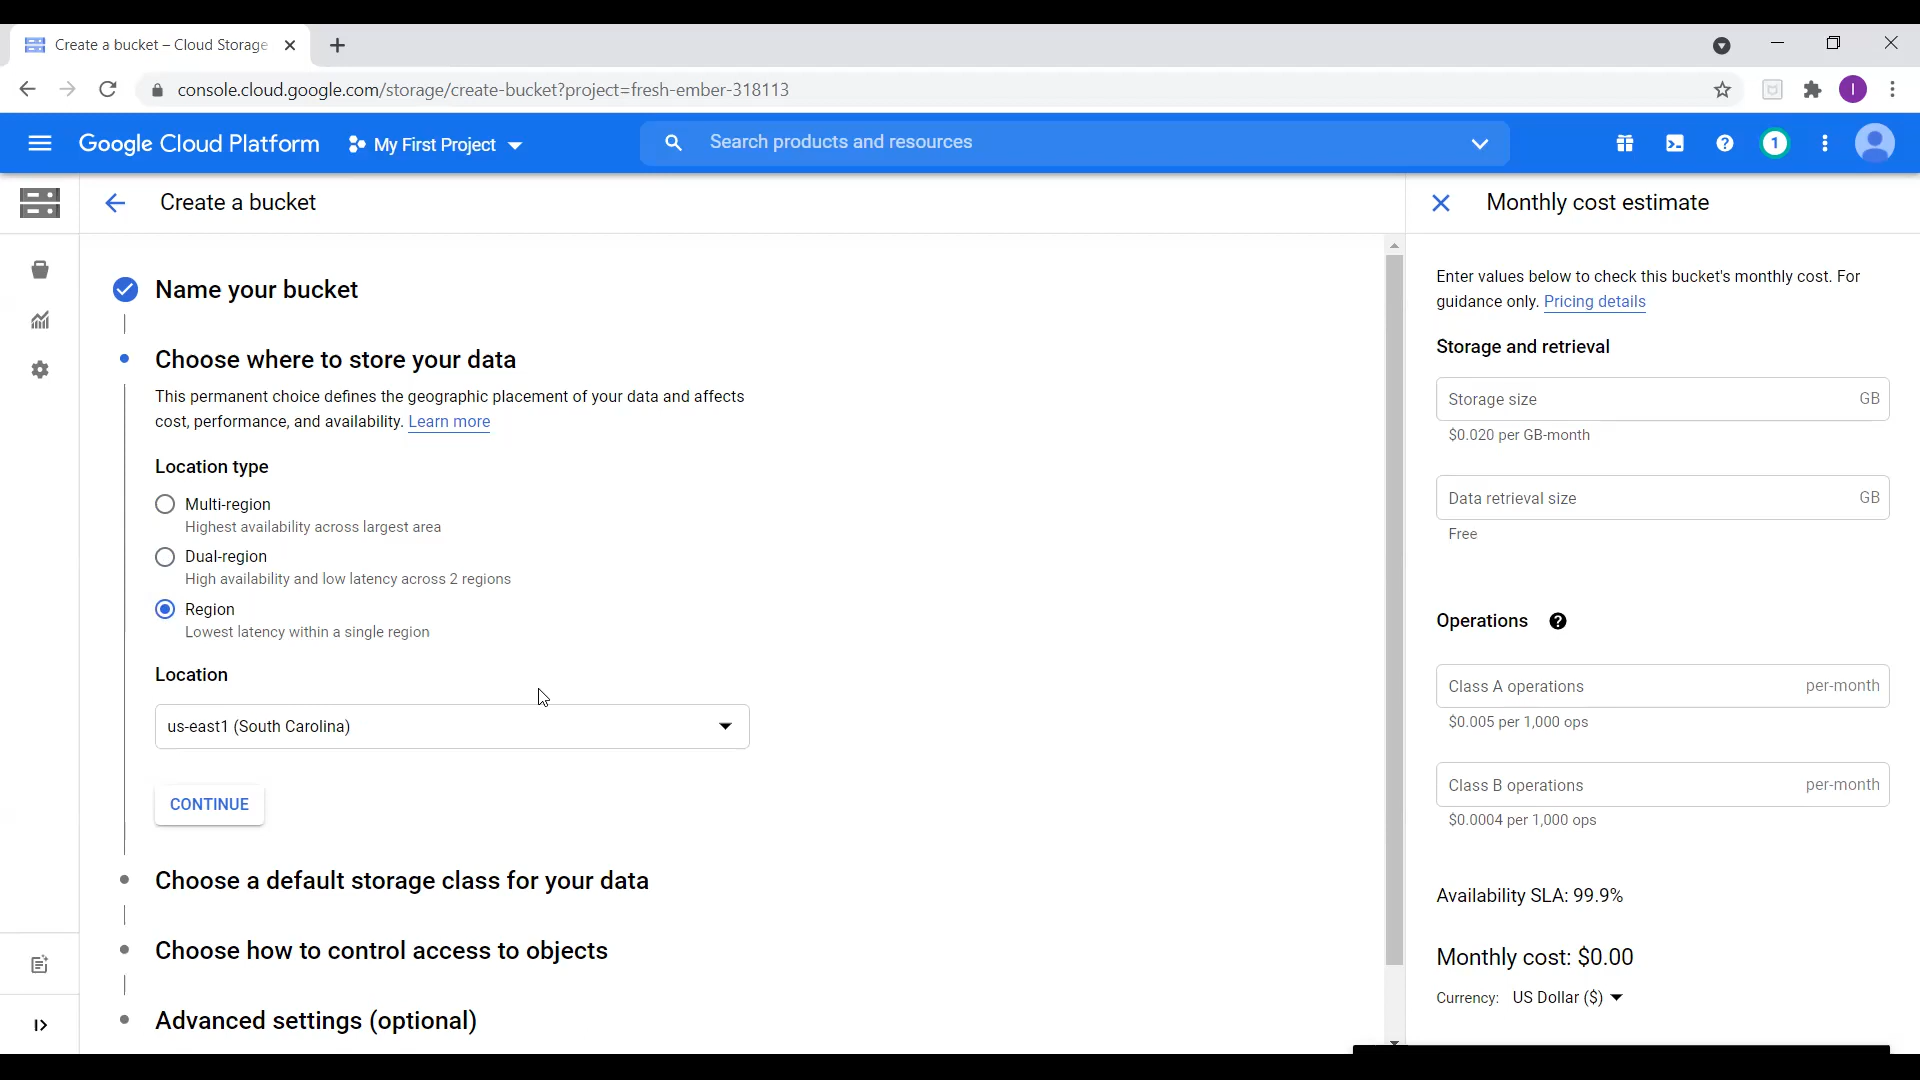 Create a bucket – Cloud Storage
console.cloud.google.com/storage/create-bucket?project=fresh-ember-318113
I
Google Cloud Platform
My First Project
Search products and resources
1
Create a bucket
Name your bucket
Choose where to store your data
This permanent choice defines the geographic placement of your data and affects
cost, performance, and availability. Learn more
Location type
Multi-region
Highest availability across largest area
Dual-region
High availability and low latency across 2 regions
Region
Lowest latency within a single region
Location
us-east1 (South Carolina)
CONTINUE
Choose a default storage class for your data
Choose how to control access to objects
Advanced settings (optional)
Monthly cost estimate
Enter values below to check this bucket's monthly cost. For
guidance only. Pricing details
Storage and retrieval
Storage size GB
$0.020 per GB-month
Data retrieval size GB
Free
Operations
Class A operations per-month
$0.005 per 1,000 ops
Class B operations per-month
$0.0004 per 1,000 ops
Availability SLA: 99.9%
Monthly cost: $0.00
Currency: US Dollar ($)